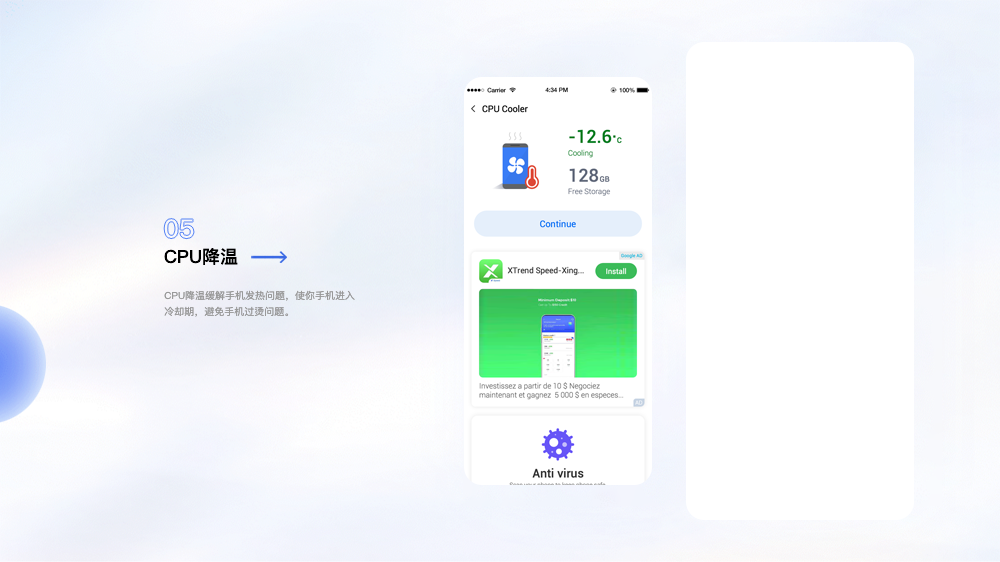 05
CPU降温
CPU降温缓解手机发热问题，使你手机进入
冷却期，避免手机过烫问题。
Carrier 4:34 PM 100%
CPU Cooler
-12.6°C
Cooling
128GB
Free Storage
Continue
Google AD
XTrend Speed-Xing...
Install
Minimum Deposit $50
Investissez a partir de 10 $ Negociez
maintenant et gagnez 5 000 $ en especes...
AD
Anti virus